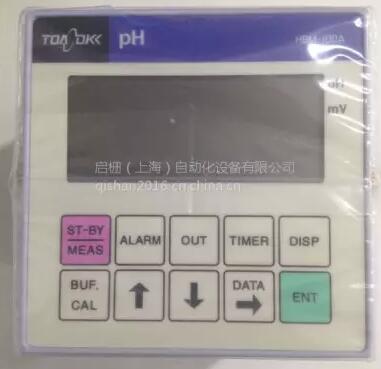 TOA DKK pH HBM-100A
pH
mV
启栅（上海）自动化设备有限公司
qishan2016.cn.china.cn
ST-BY ALARM OUT TIMER DISP
MEAS
BUF. DATA ENT
CAL